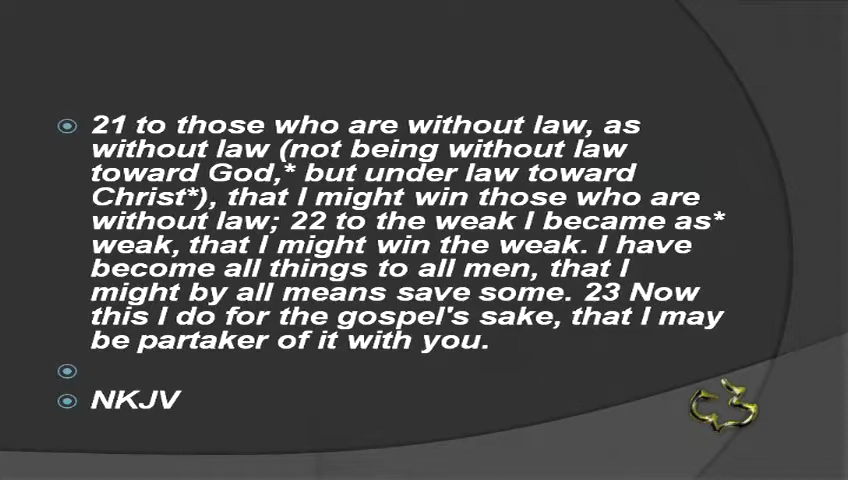 21 to those who are without law, as
without law (not being without law
toward God,* but under law toward
Christ*), that I might win those who are
without law; 22 to the weak I became as*
weak, that I might win the weak. I have
become all things to all men, that I
might by all means save some. 23 Now
this I do for the gospel's sake, that I may
be partaker of it with you.
NKJV